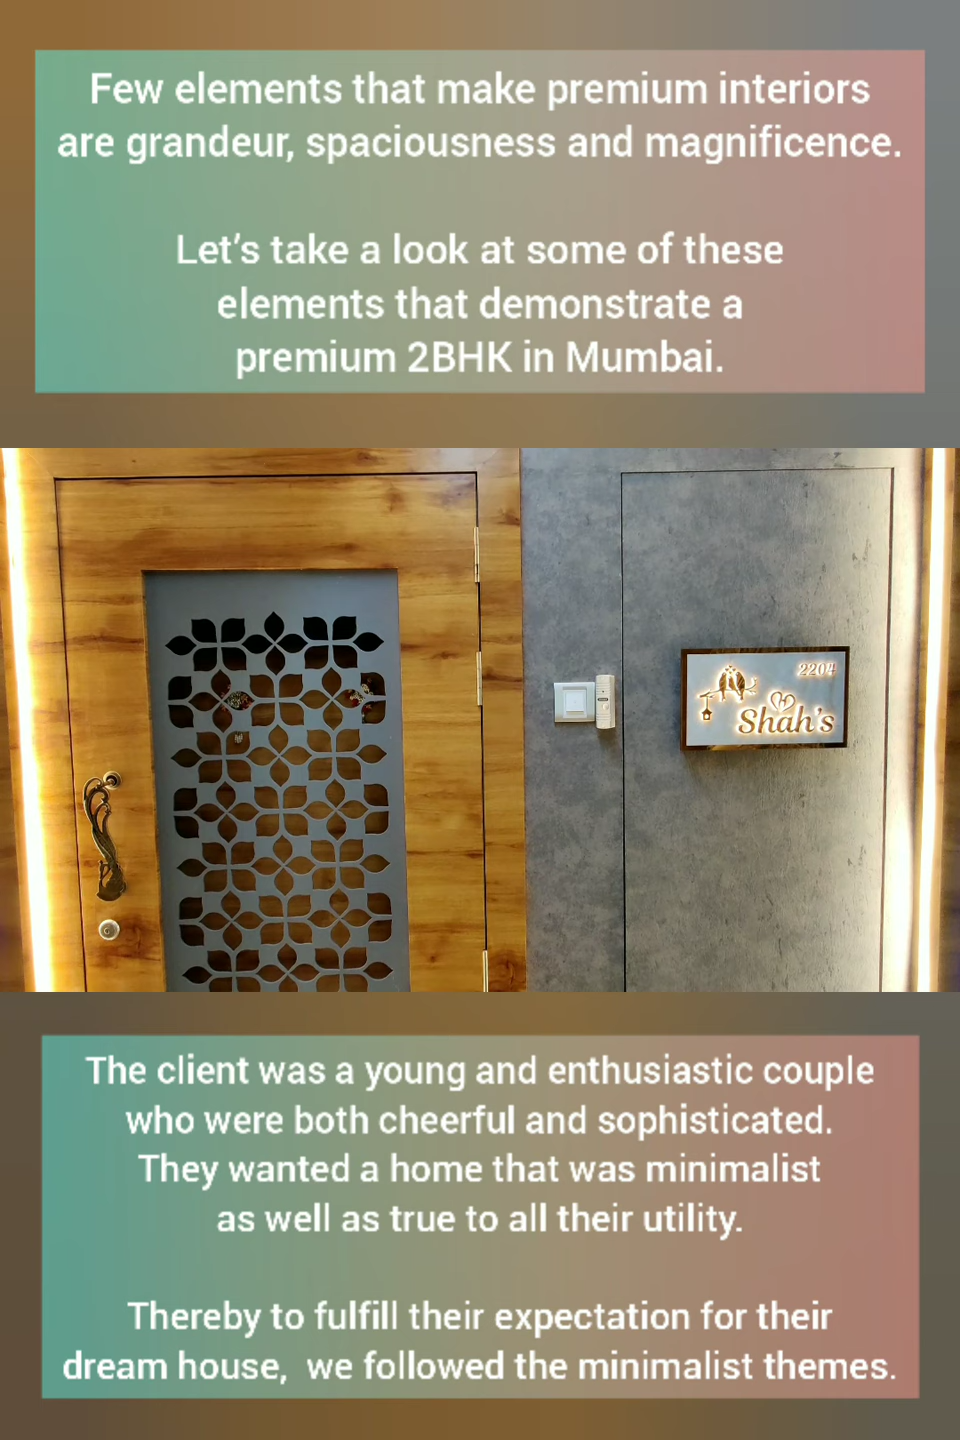 Few elements that make premium interiors
are grandeur, spaciousness and magnificence.
Let's take a look at some of these
elements that demonstrate a
premium 2BHK in Mumbai.
2204
Shah's
The client was a young and enthusiastic couple
who were both cheerful and sophisticated.
They wanted a home that was minimalist
as well as true to all their utility.
Thereby to fulfill their expectation for their
dream house,  we followed the minimalist themes.